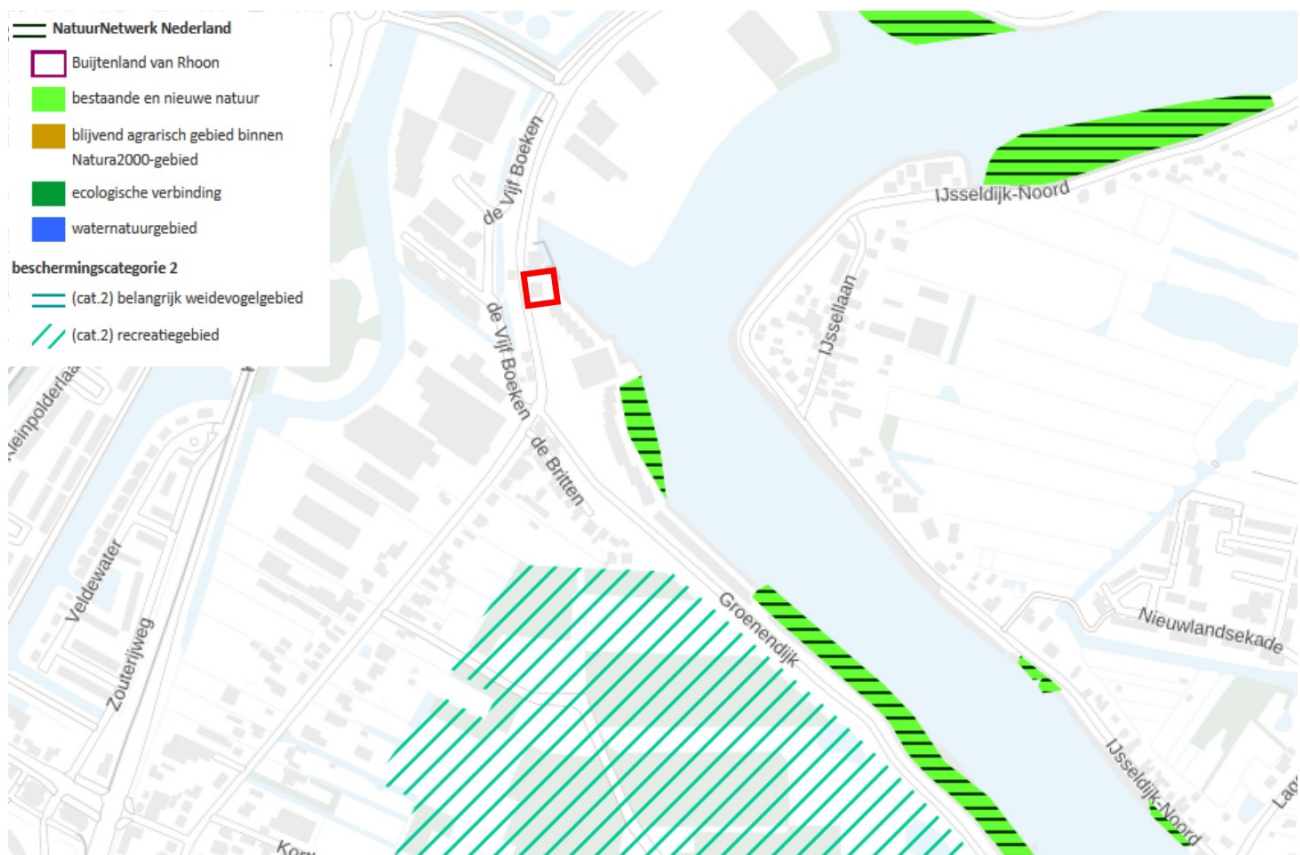 NatuurNetwerk Nederland
Buijtenland van Rhoon
bestaande en nieuwe natuur
blijvend agrarisch gebied binnen
Natura2000-gebied
ecologische verbinding
waternatuurgebied
beschermingscategorie 2
(cat.2) belangrijk weidevogelgebied
(cat.2) recreatiegebied
de Vijf Boeken
IJsseldijk-Noord
IJssellaan
de Vijf Boeken
de Britten
Veldewater
Zouterijweg
Groenendijk
Nieuwlandsekade
IJsseldijk-Noord